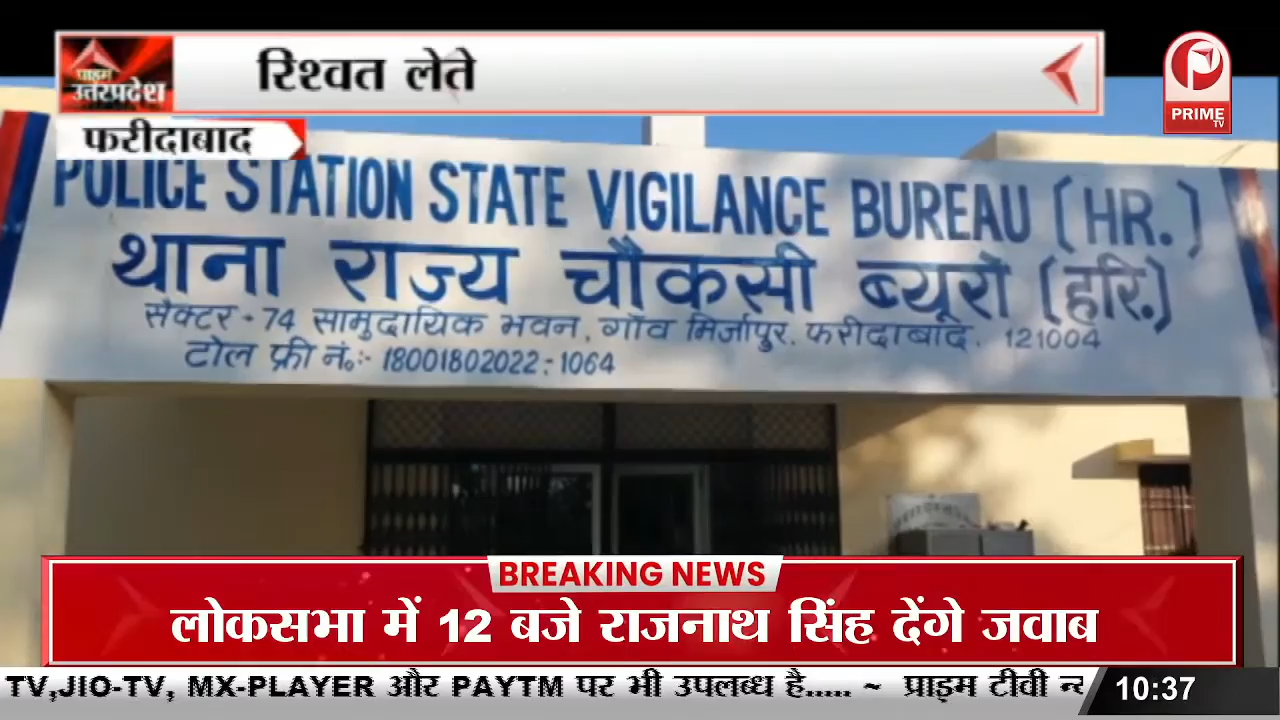 रिश्वत लेते
प्राइम
उत्तरप्रदेश
PRIME
TV
फरीदाबाद
POLICE STATION STATE VIGILANCE BUREAU (HR.)
थाना राज्य चौकसी ब्यूरो (हरि.)
सैक्टर - 74 सामुदायिक भवन, गाँव मिर्जापुर, फरीदाबाद, 121004
टोल फ्री नं०:- 18001802022 : 1064
BREAKING NEWS
लोकसभा में 12 बजे राजनाथ सिंह देंगे जवाब
TV,JIO-TV, MX-PLAYER और PAYTM पर भी उपलब्ध है..... ~ प्राइम टीवी
10:37